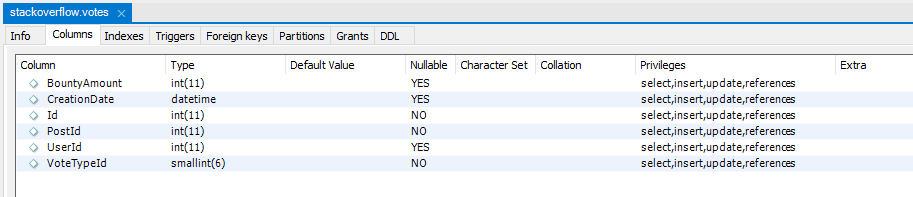 stackoverflow.votes ×
Info Columns Indexes Triggers Foreign keys Partitions Grants DDL
Column Type Default Value Nullable Character Set Collation Privileges Extra
BountyAmount int(11) YES select,insert,update,references
CreationDate datetime YES select,insert,update,references
Id int(11) NO select,insert,update,references
PostId int(11) NO select,insert,update,references
UserId int(11) YES select,insert,update,references
VoteTypeId smallint(6) NO select,insert,update,references